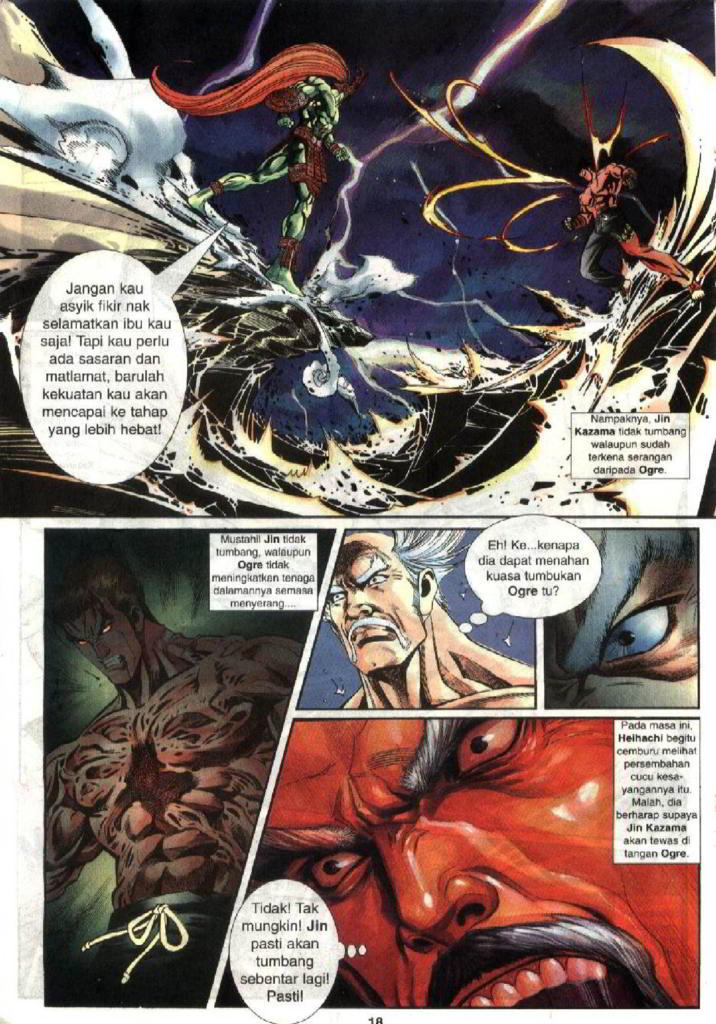 Jangan kau
asyik fikir nak
selamatkan ibu kau
saja! Tapi kau perlu
ada sasaran dan
matlamat, barulah
kekuatan kau akan
mencapai ke tahap
yang lebih hebat!
Nampaknya, Jin
Kazama tidak tumbang
walaupun sudah
terkena serangan
daripada Ogre.
Mustahil Jin tidak
tumbang, walaupun
Ogre tidak
meningkatkan tenaga
dalamannya semasa
menyerang....
Eh! Ke...kenapa
dia dapat menahan
kuasa tumbukan
Ogre tu?
Pada masa ini,
Heihachi begitu
cemburu melihat
persembahan
cucu kesa-
yangannya itu.
Malah, dia
berharap supaya
Jin Kazama
akan tewas di
tangan Ogre.
Tidak! Tak
mungkin! Jin
pasti akan
tumbang
sebentar lagi!
Pasti!
18